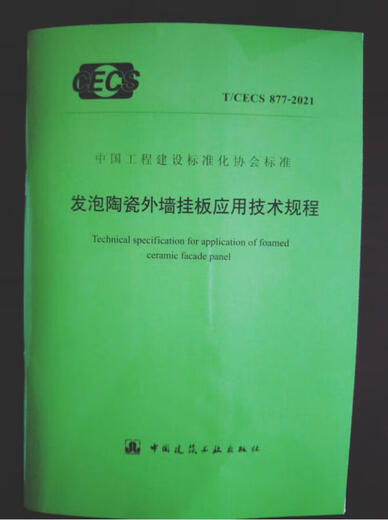 CECS
T/CECS 877-2021
中国工程建设标准化协会标准
发泡陶瓷外墙挂板应用技术规程
Technical specification for application of foamed
ceramic facade panel
中国建筑工业出版社